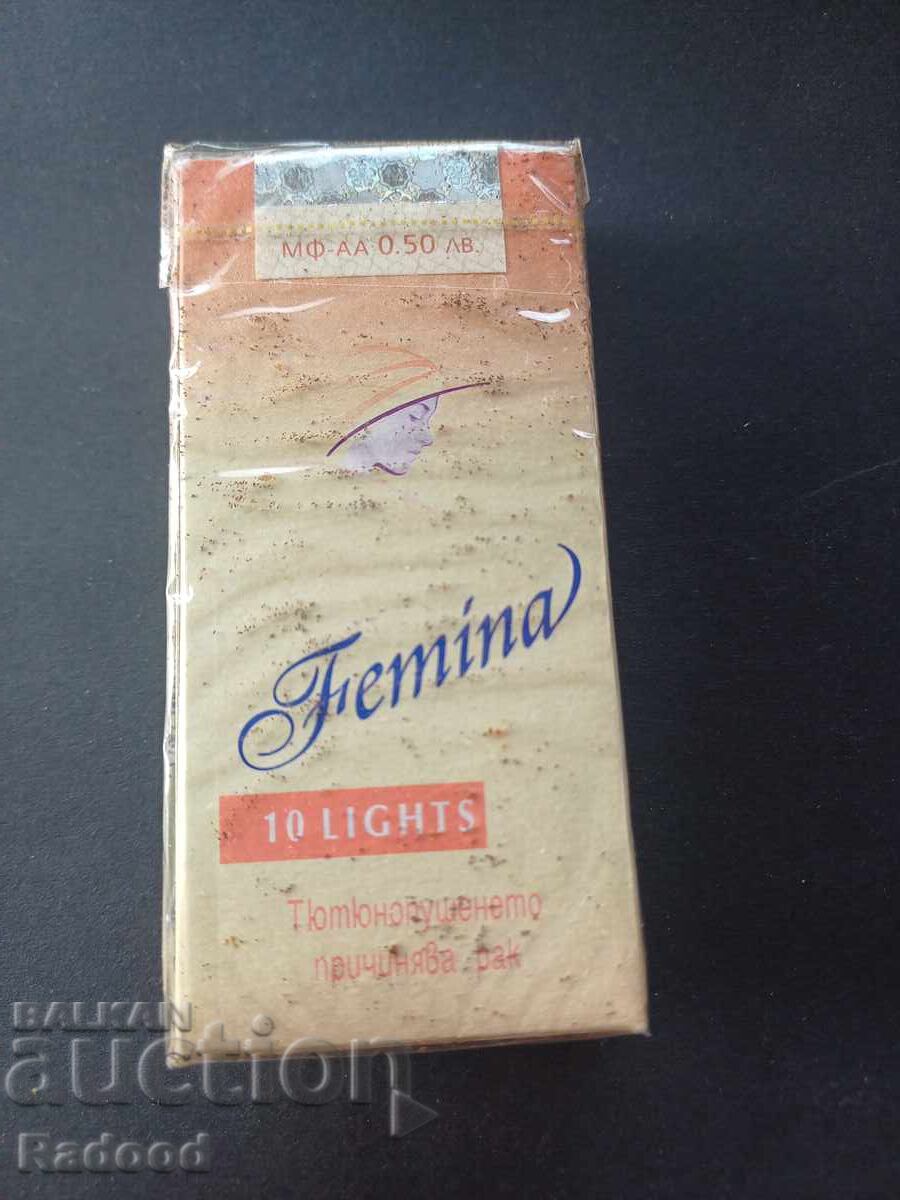 МФ-АА 0.50 ЛВ.
Femina
10 LIGHTS
Тютюнопушенето
причинява рак
BALKAN
auction
Radood